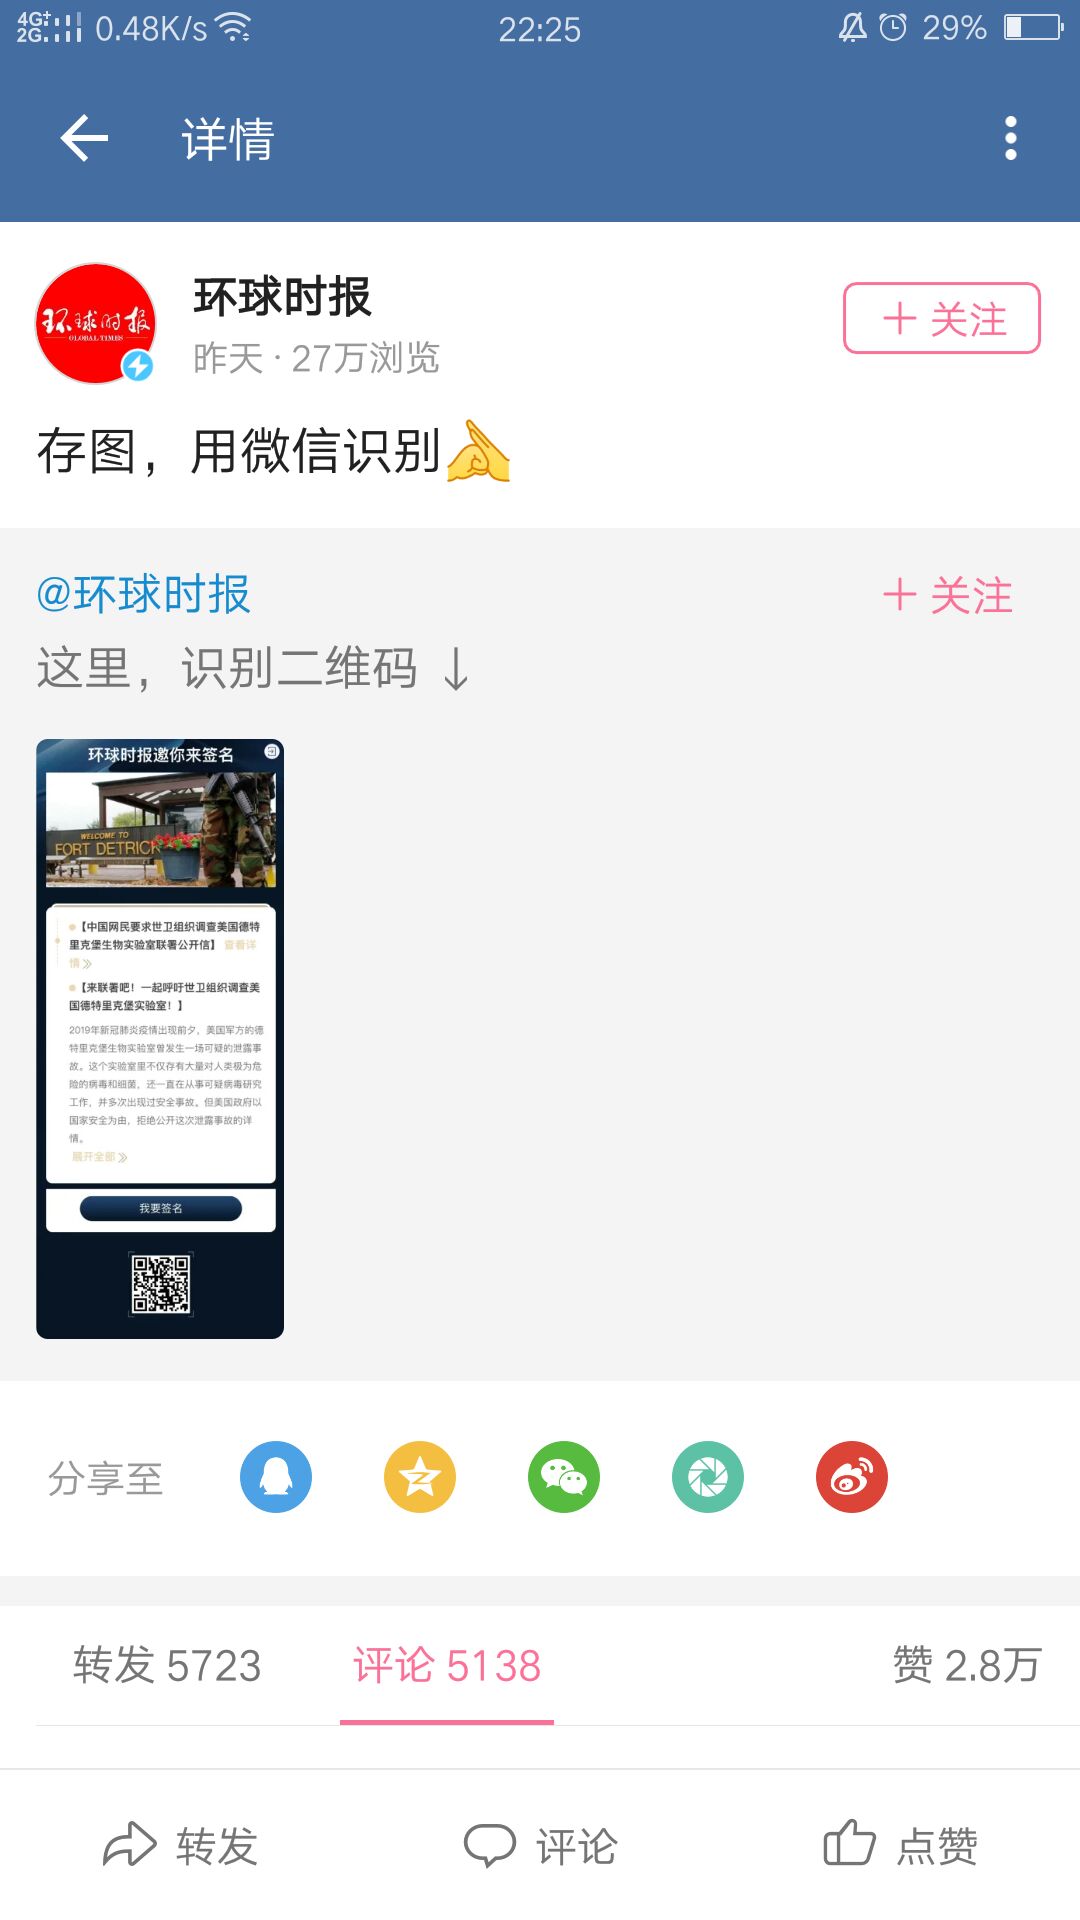 4G+
2G
0.48K/s
22:25
29%
详情
环球时报
GLOBAL TIMES
环球时报
昨天 · 27万浏览
+ 关注
存图，用微信识别
@环球时报
+ 关注
这里，识别二维码 ↓
环球时报邀你来签名
WELCOME TO
FORT DETRICK
【中国网民要求世卫组织调查美国德特
里克堡生物实验室联署公开信】 查看详
情
【来联署吧！一起呼吁世卫组织调查美
国德特里克堡实验室！】
2019年新冠肺炎疫情出现前夕，美国军方的德
特里克堡生物实验室曾发生一场可疑的泄露事
故。这个实验室里不仅存有大量对人类极为危
险的病毒和细菌，还一直在从事可疑病毒研究
工作，并多次出现过安全事故。但美国政府以
国家安全为由，拒绝公开这次泄露事故的详
情。
展开全部
我要签名
分享至
转发 5723
评论 5138
赞 2.8万
转发
评论
点赞